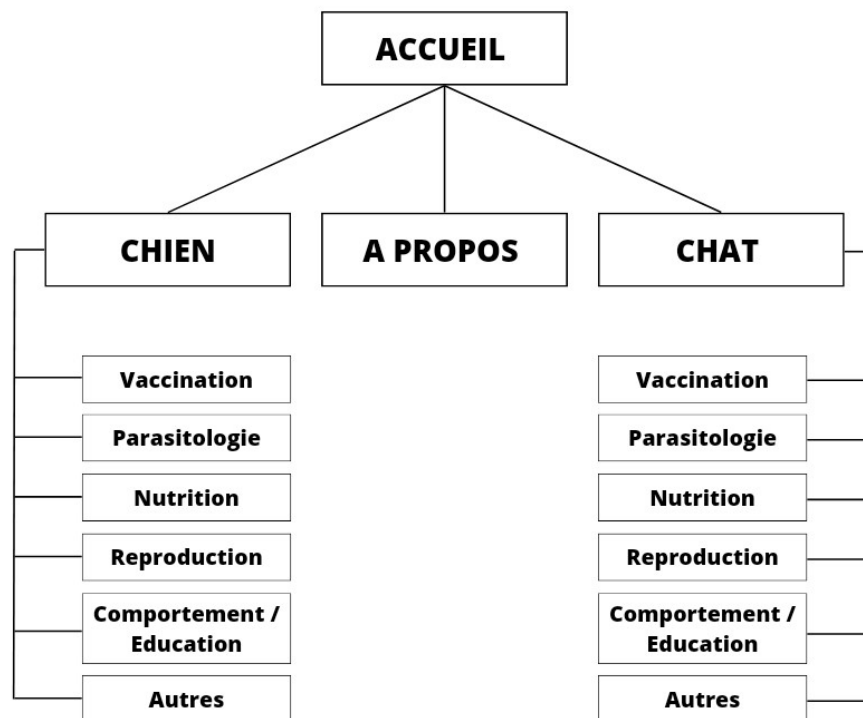 ACCUEIL
CHIEN
A PROPOS
CHAT
Vaccination
Parasitologie
Nutrition
Reproduction
Comportement /
Education
Autres
Vaccination
Parasitologie
Nutrition
Reproduction
Comportement /
Education
Autres